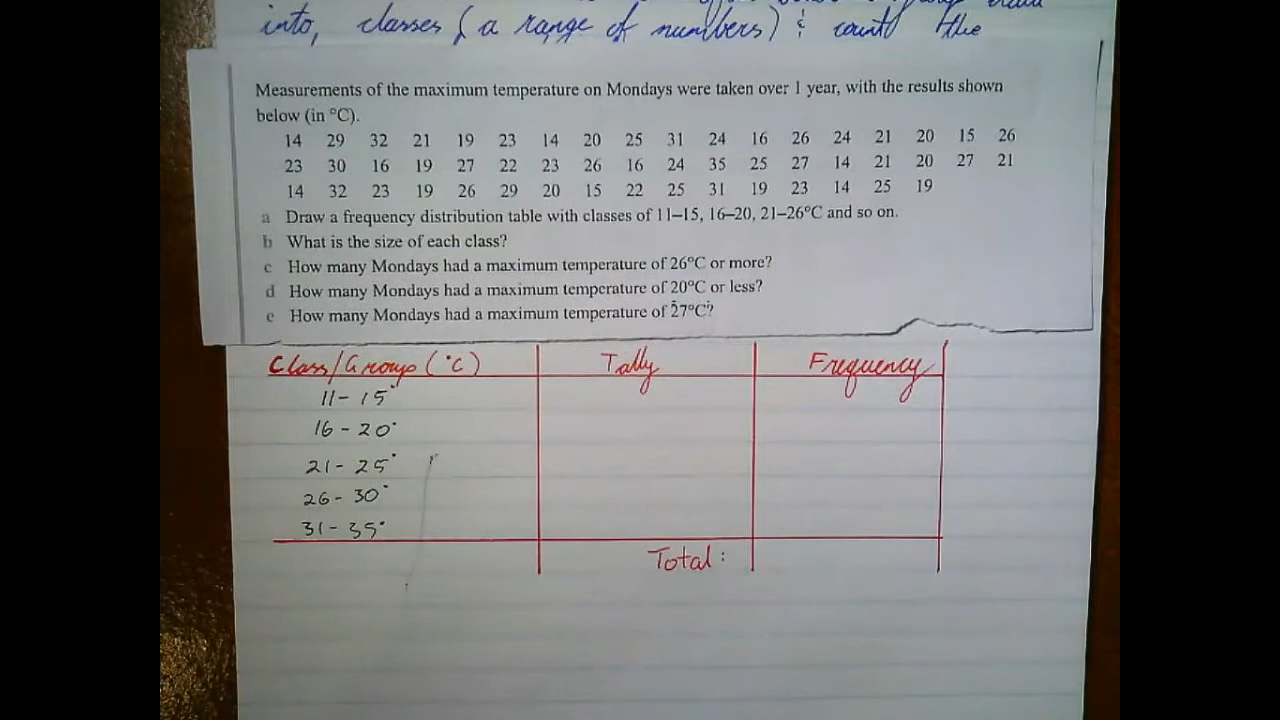 into, classes (a range of numbers) & count the
Measurements of the maximum temperature on Mondays were taken over 1 year, with the results shown
below (in °C).
14 29 32 21 19 23 14 20 25 31 24 16 26 24 21 20 15 26
23 30 16 19 27 22 23 26 16 24 35 25 27 14 21 20 27 21
14 32 23 19 26 29 20 15 22 25 31 19 23 14 25 19
a Draw a frequency distribution table with classes of 11–15, 16–20, 21–26°C and so on.
b What is the size of each class?
c How many Mondays had a maximum temperature of 26°C or more?
d How many Mondays had a maximum temperature of 20°C or less?
e How many Mondays had a maximum temperature of 27°C?
Class/Group (°C) Tally Frequency
11 - 15°
16 - 20°
21 - 25°
26 - 30°
31 - 35°
Total: